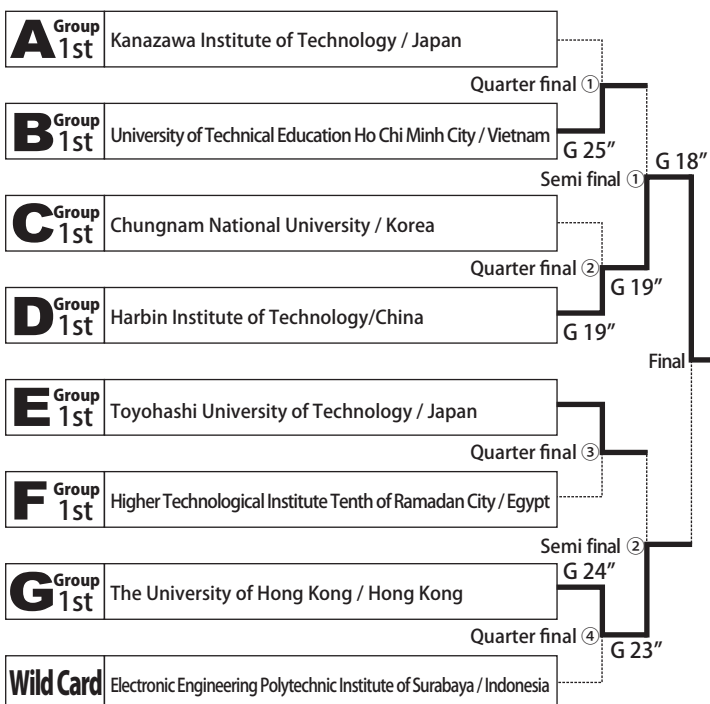 A Group 1st Kanazawa Institute of Technology / Japan
Quarter final ①
B Group 1st University of Technical Education Ho Chi Minh City / Vietnam
G 25”
G 18”
Semi final ①
C Group 1st Chungnam National University / Korea
Quarter final ②
G 19”
D Group 1st Harbin Institute of Technology/China
G 19”
Final
E Group 1st Toyohashi University of Technology / Japan
Quarter final ③
F Group 1st Higher Technological Institute Tenth of Ramadan City / Egypt
Semi final ②
G Group 1st The University of Hong Kong / Hong Kong
G 24”
Quarter final ④
G 23”
Wild Card Electronic Engineering Polytechnic Institute of Surabaya / Indonesia